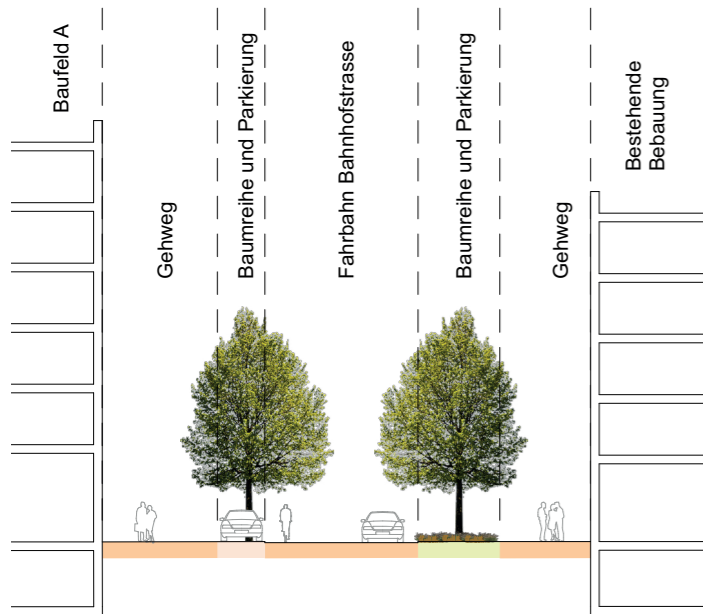 Baufeld A
Gehweg
Baumreihe und Parkierung
Fahrbahn Bahnhofstrasse
Baumreihe und Parkierung
Gehweg
Bestehende
Bebauung